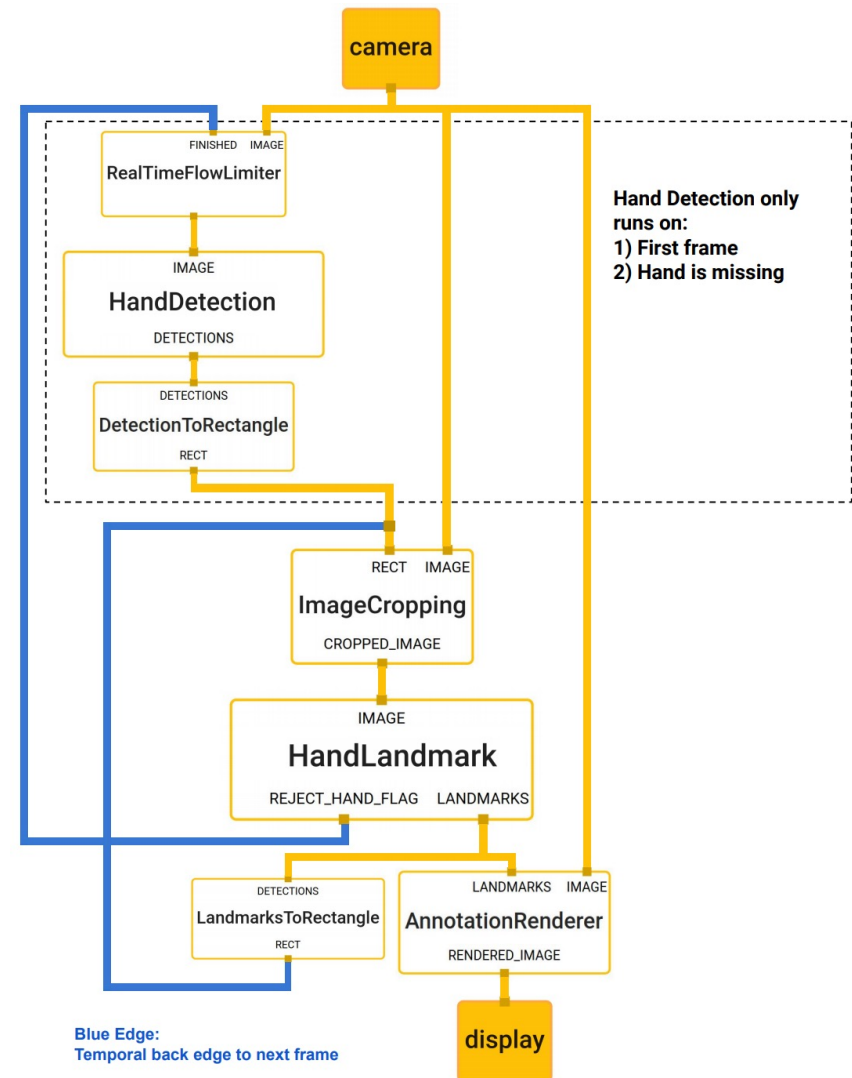 camera
FINISHED IMAGE
RealTimeFlowLimiter
Hand Detection only
runs on:
1) First frame
2) Hand is missing
IMAGE
HandDetection
DETECTIONS
DETECTIONS
DetectionToRectangle
RECT
RECT IMAGE
ImageCropping
CROPPED_IMAGE
IMAGE
HandLandmark
REJECT_HAND_FLAG LANDMARKS
DETECTIONS
LandmarksToRectangle
RECT
LANDMARKS IMAGE
AnnotationRenderer
RENDERED_IMAGE
Blue Edge:
Temporal back edge to next frame
display